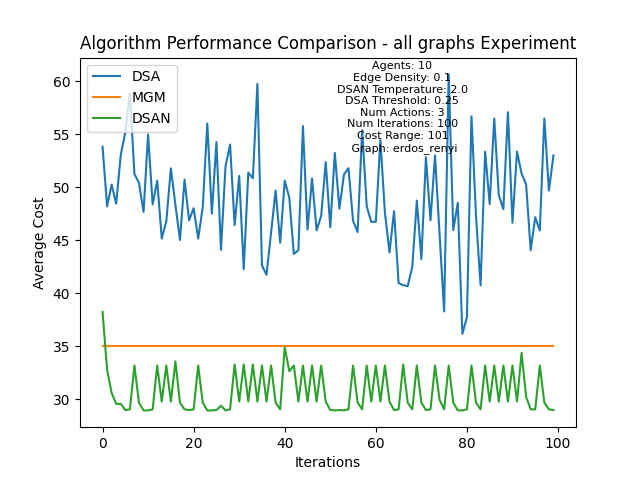 Algorithm Performance Comparison - all graphs Experiment
DSA
MGM
DSAN
Agents: 10
Edge Density: 0.1
DSAN Temperature: 2.0
DSA Threshold: 0.25
Num Actions: 3
Num Iterations: 100
Cost Range: 101
Graph: erdos_renyi
Average Cost
60
55
50
45
40
35
30
0
20
40
60
80
100
Iterations